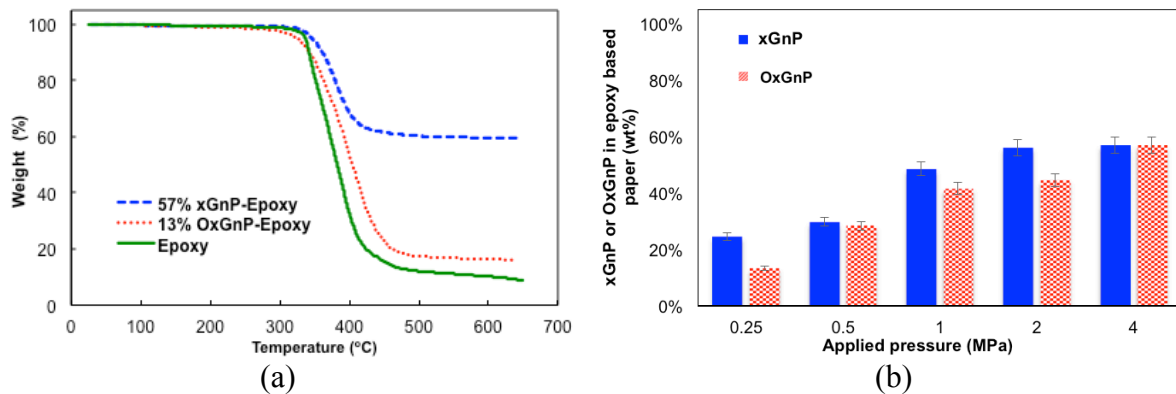 100
80
60
40
20
0
Weight (%)
57% xGnP-Epoxy
13% OxGnP-Epoxy
Epoxy
0 100 200 300 400 500 600 700
Temperature (°C)
(a)
100%
80%
60%
40%
20%
0%
xGnP or OxGnP in epoxy based
paper (wt%)
xGnP
OxGnP
0.25 0.5 1 2 4
Applied pressure (MPa)
(b)